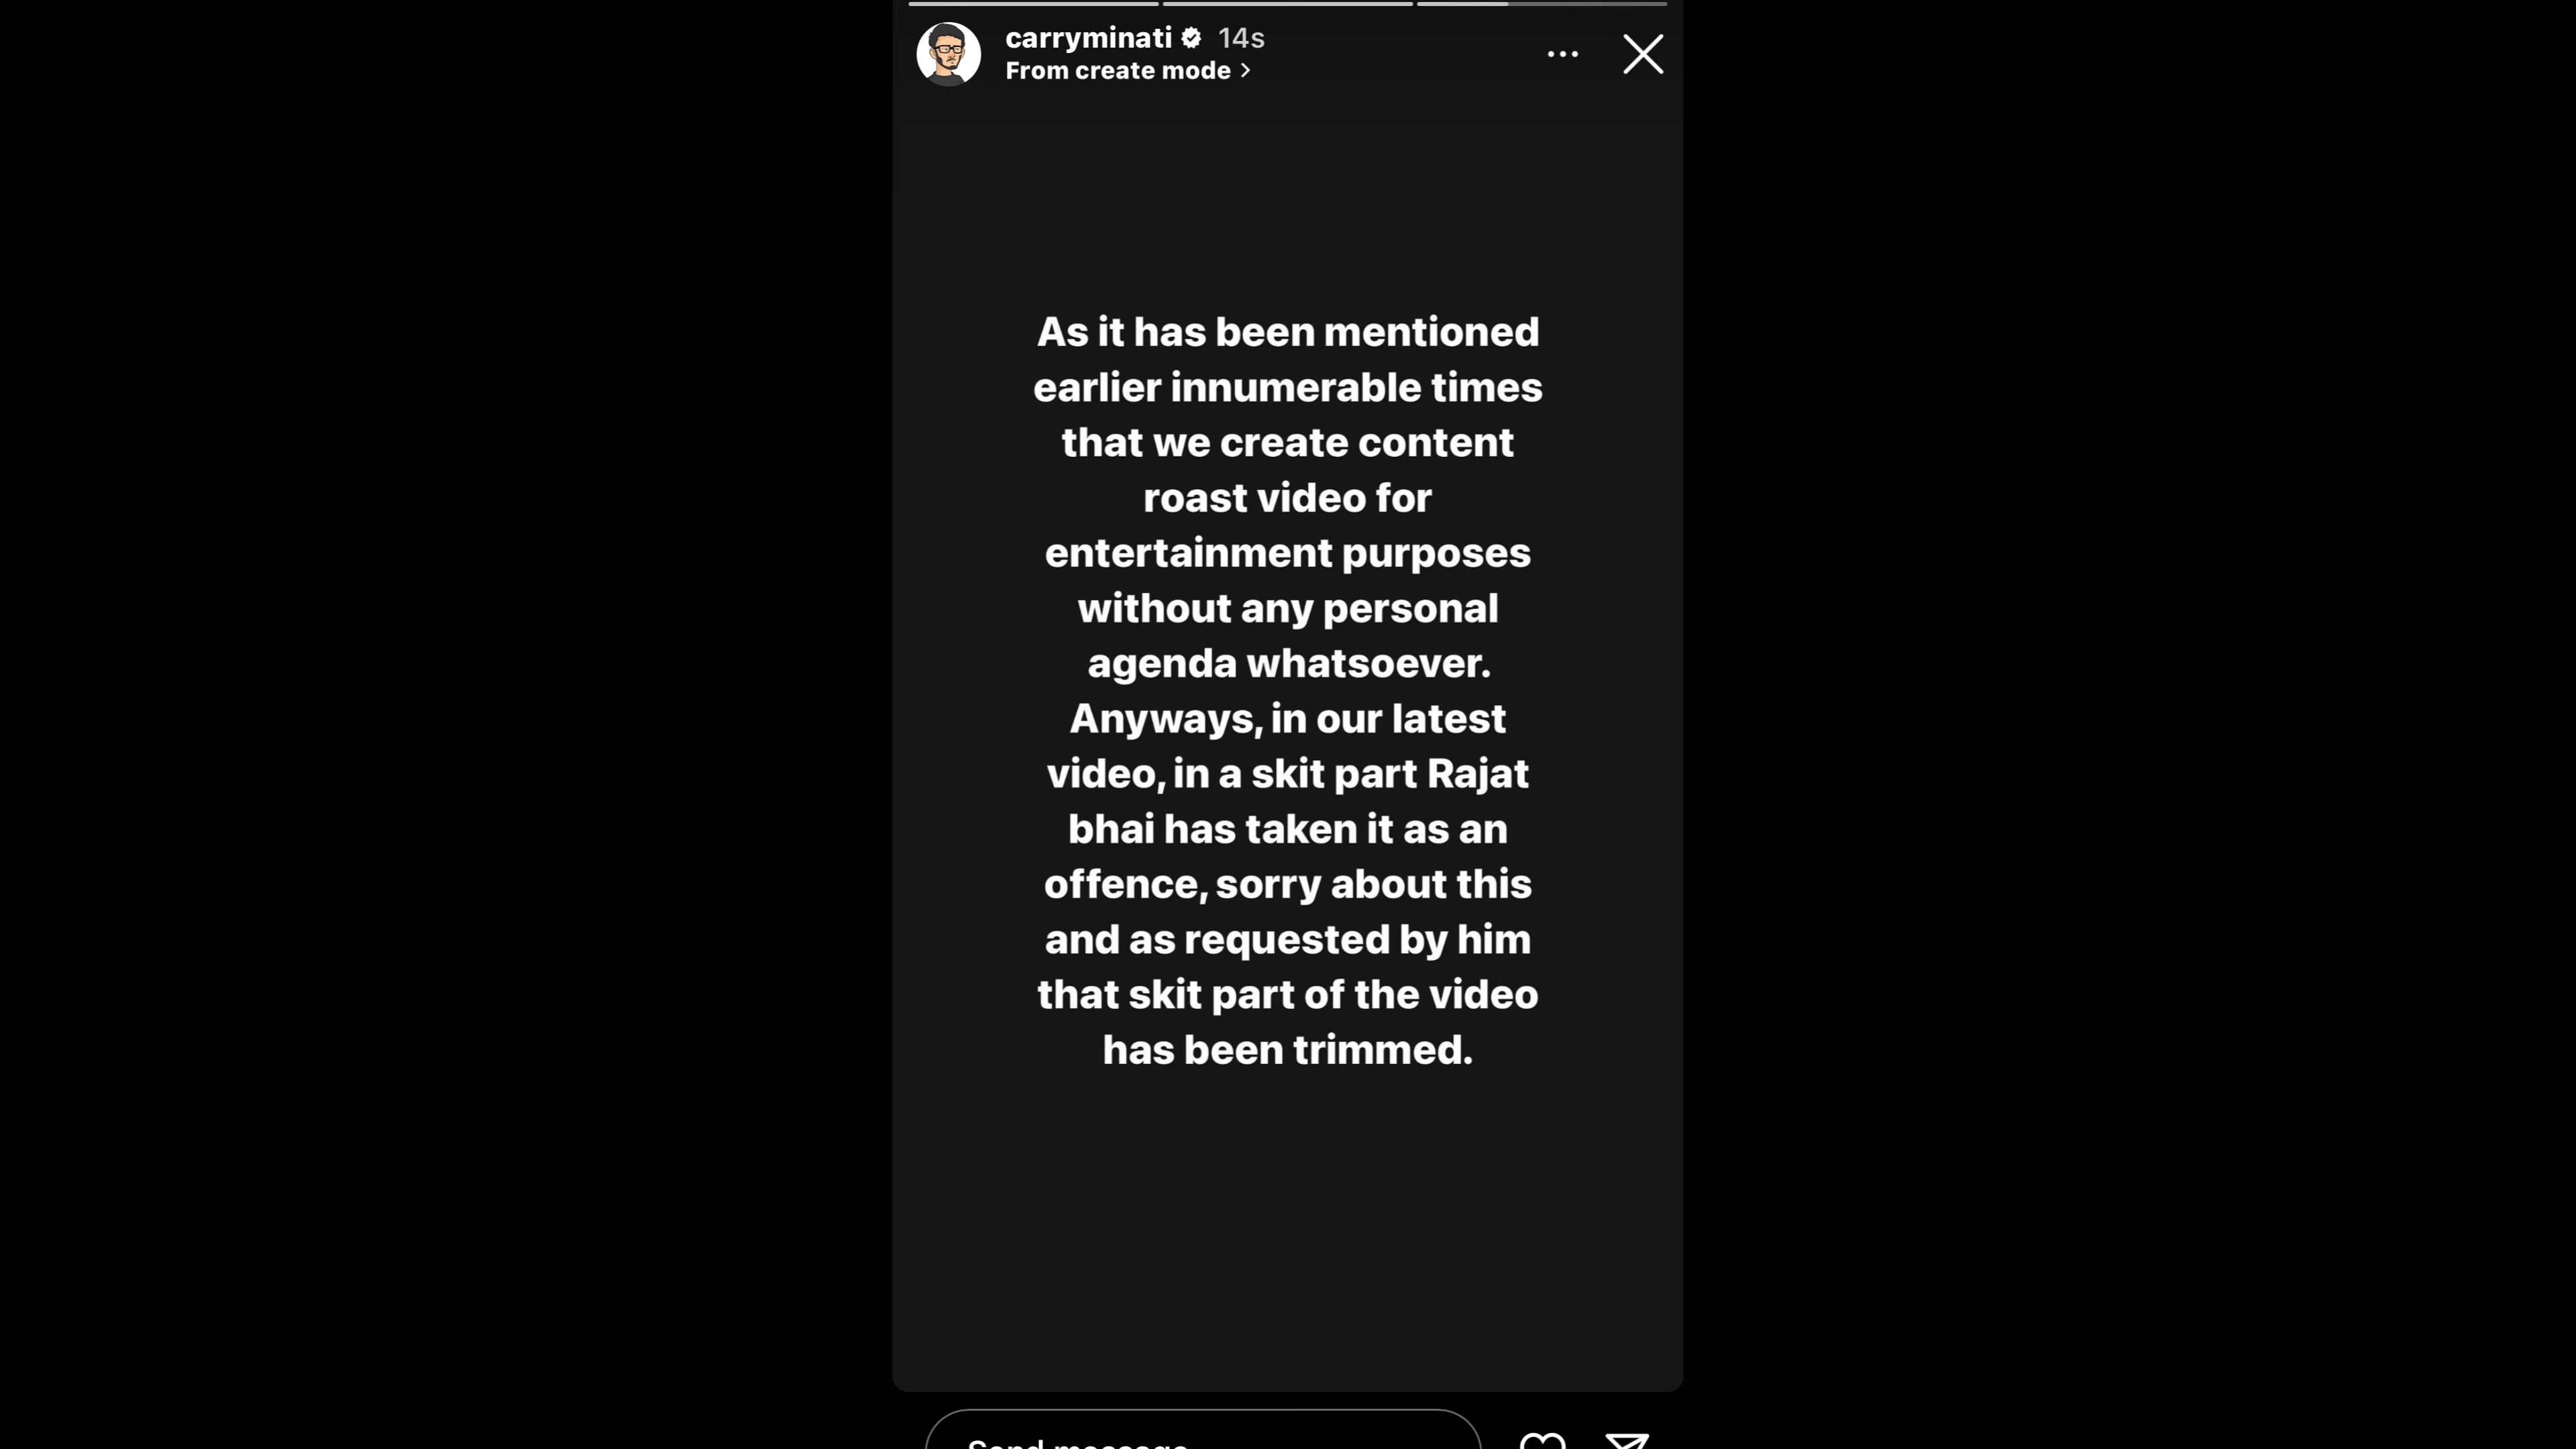 carryminati 14s
From create mode
As it has been mentioned
earlier innumerable times
that we create content
roast video for
entertainment purposes
without any personal
agenda whatsoever.
Anyways, in our latest
video, in a skit part Rajat
bhai has taken it as an
offence, sorry about this
and as requested by him
that skit part of the video
has been trimmed.
Send message